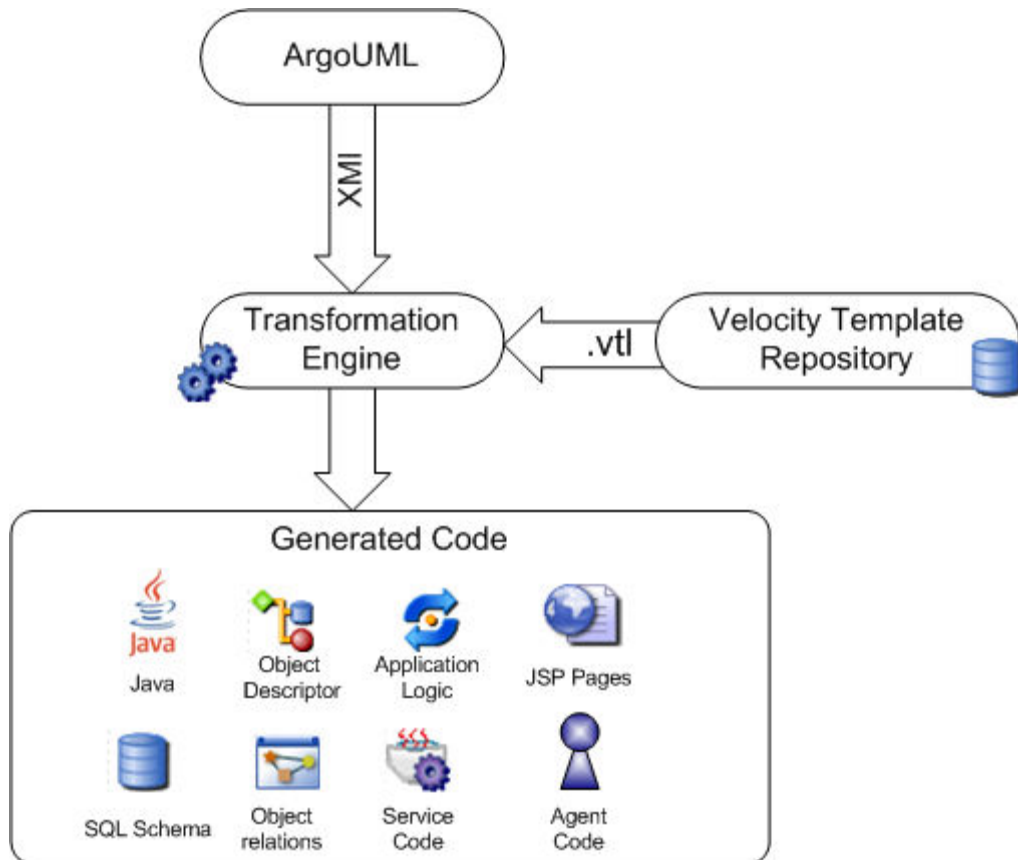 ArgoUML
XMI
Transformation
Engine
.vtl
Velocity Template
Repository
Generated Code
Java
Java
Object
Descriptor
Application
Logic
JSP Pages
SQL Schema
Object
relations
Service
Code
Agent
Code